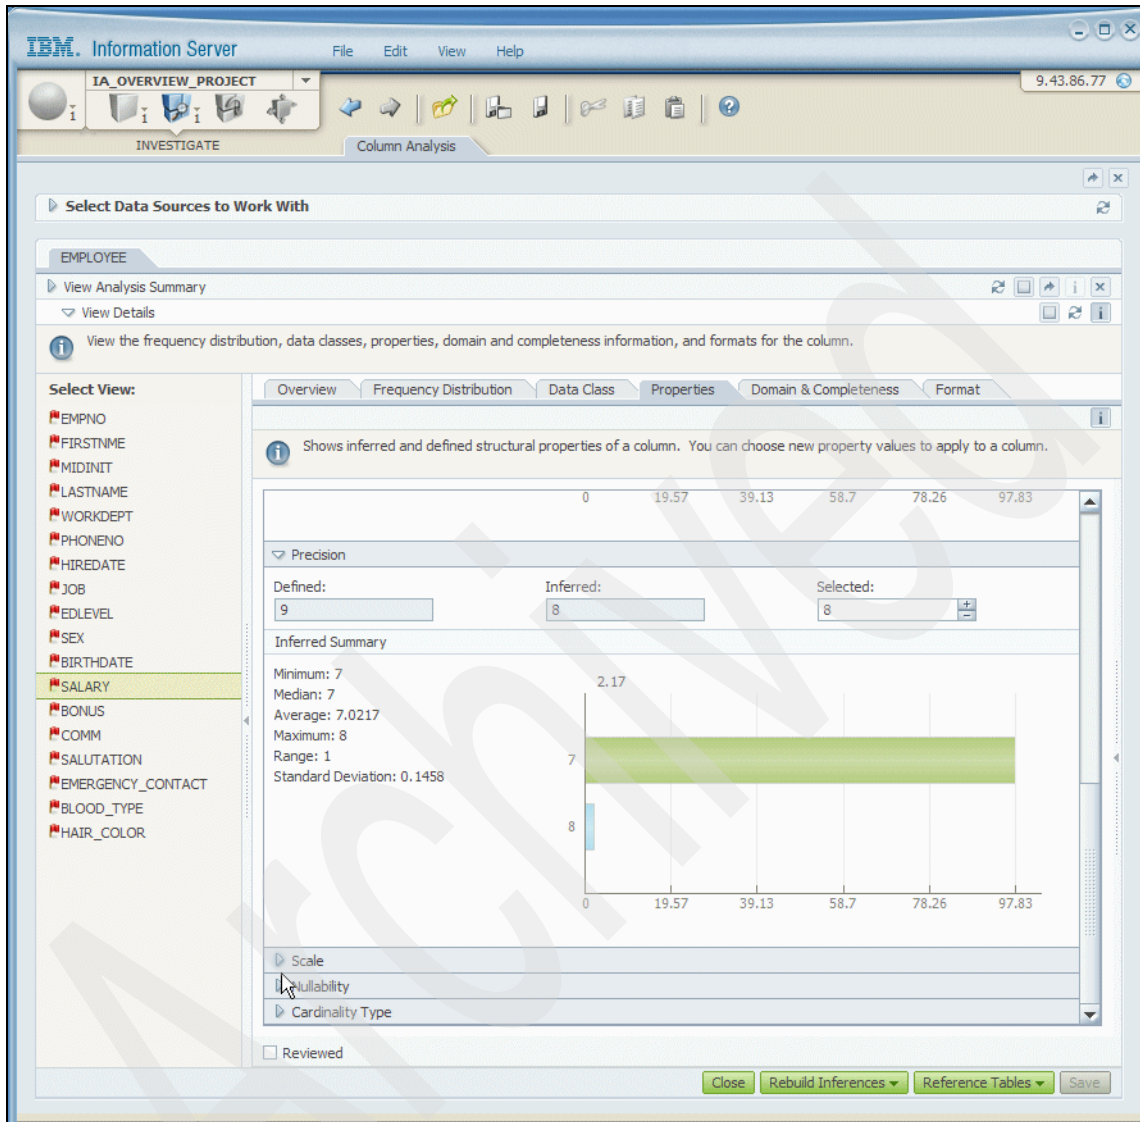 IBM. Information Server File Edit View Help
IA_OVERVIEW_PROJECT 9.43.86.77
INVESTIGATE Column Analysis
Select Data Sources to Work With
EMPLOYEE
View Analysis Summary
View Details
View the frequency distribution, data classes, properties, domain and completeness information, and formats for the column.
Select View:
EMPNO
FIRSTNME
MIDINIT
LASTNAME
WORKDEPT
PHONENO
HIREDATE
JOB
EDLEVEL
SEX
BIRTHDATE
SALARY
BONUS
COMM
SALUTATION
EMERGENCY_CONTACT
BLOOD_TYPE
HAIR_COLOR
Overview Frequency Distribution Data Class Properties Domain & Completeness Format
Shows inferred and defined structural properties of a column. You can choose new property values to apply to a column.
0 19.57 39.13 58.7 78.26 97.83
Precision
Defined: Inferred: Selected:
9 8 8
Inferred Summary
Minimum: 7
Median: 7
Average: 7.0217
Maximum: 8
Range: 1
Standard Deviation: 0.1458
2.17
7
8
0 19.57 39.13 58.7 78.26 97.83
Scale
Nullability
Cardinality Type
Reviewed
Close Rebuild Inferences Reference Tables Save
Archived